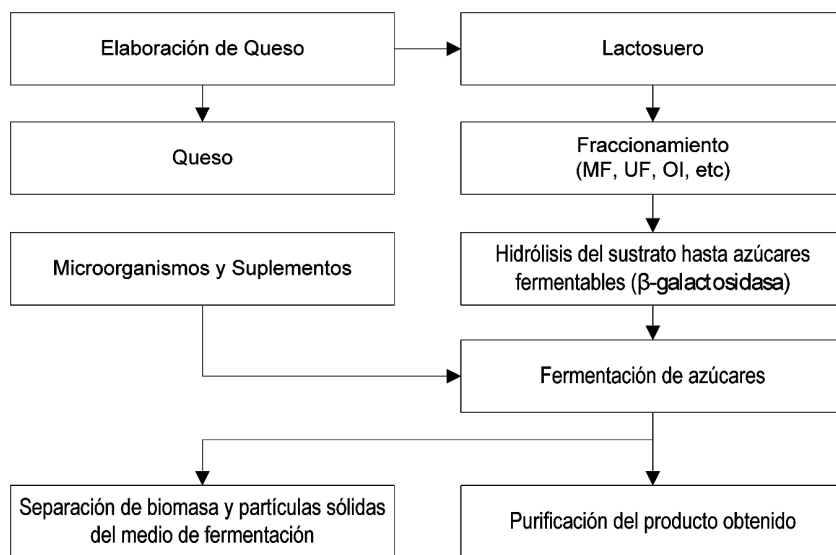 Elaboración de Queso
Lactosuero
Queso
Fraccionamiento
(MF, UF, OI, etc)
Microorganismos y Suplementos
Hidrólisis del sustrato hasta azúcares
fermentables (β-galactosidasa)
Fermentación de azúcares
Separación de biomasa y partículas sólidas
del medio de fermentación
Purificación del producto obtenido